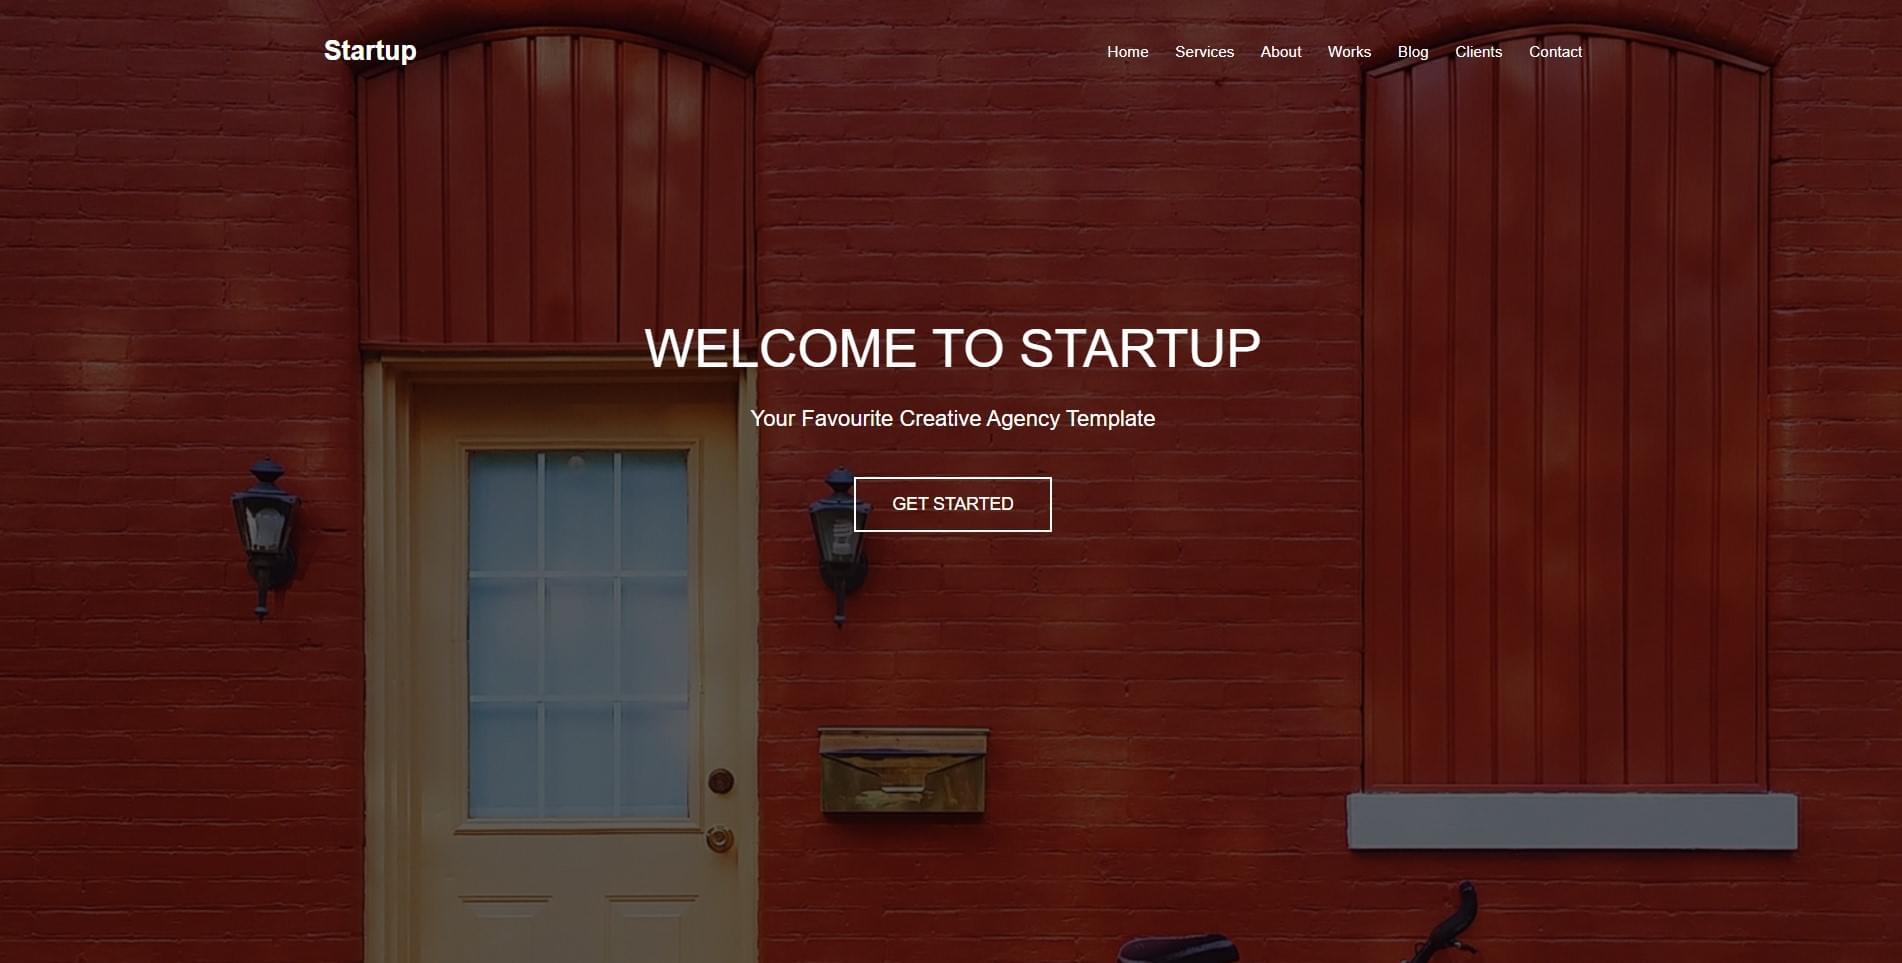 Startup
Home Services About Works Blog Clients Contact
WELCOME TO STARTUP
Your Favourite Creative Agency Template
GET STARTED